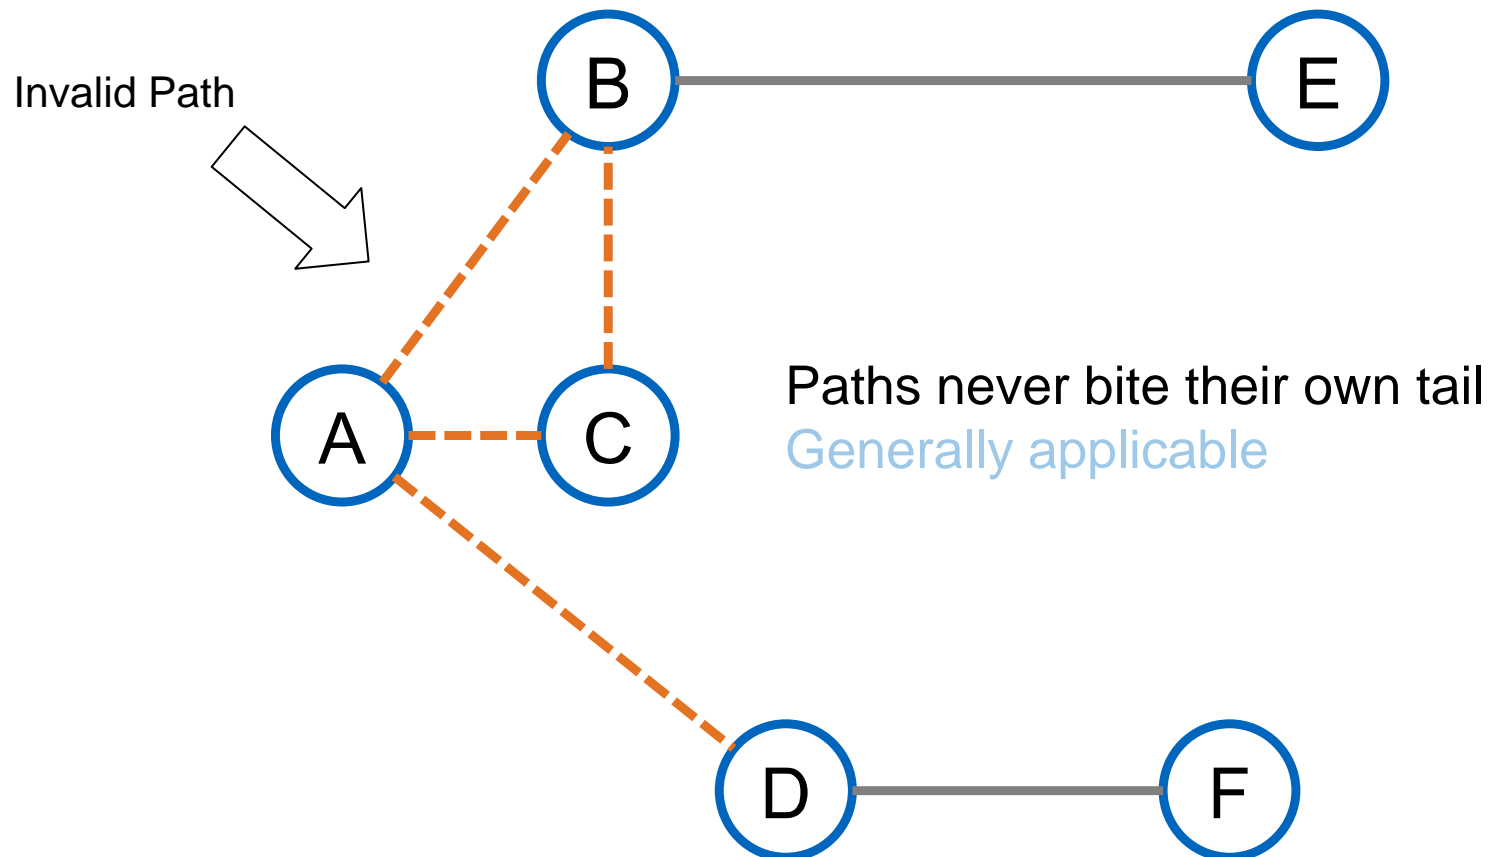 B
E
Invalid Path
Paths never bite their own tail
A
C
Generally applicable
D
F